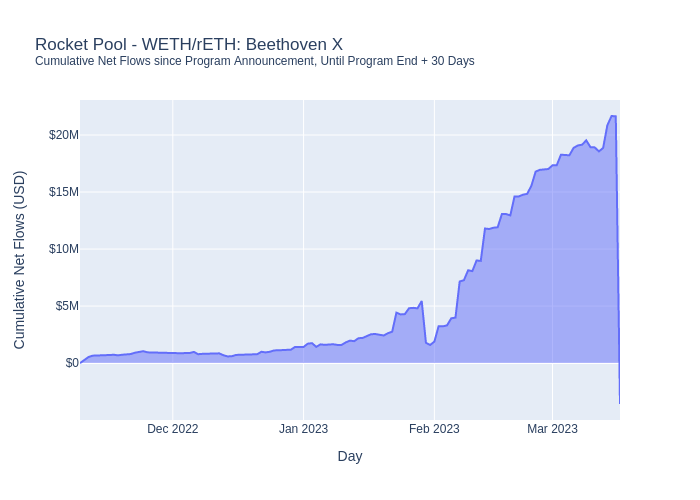 Rocket Pool - WETH/rETH: Beethoven X
Cumulative Net Flows since Program Announcement, Until Program End + 30 Days
Cumulative Net Flows (USD)
$20M
$15M
$10M
$5M
$0
Dec 2022
Jan 2023
Feb 2023
Mar 2023
Day